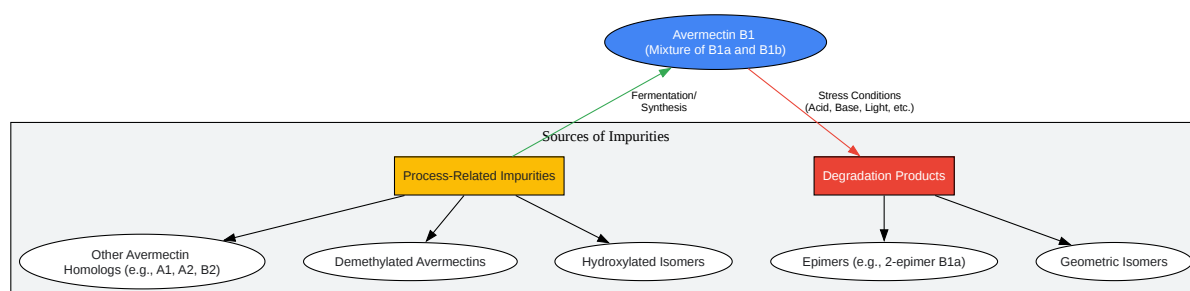 Avermectin B1
(Mixture of B1a and B1b)
Fermentation/
Synthesis
Stress Conditions
(Acid, Base, Light, etc.)
Sources of Impurities
Process-Related Impurities
Degradation Products
Other Avermectin
Homologs (e.g., A1, A2, B2)
Demethylated Avermectins
Hydroxylated Isomers
Epimers (e.g., 2-epimer B1a)
Geometric Isomers